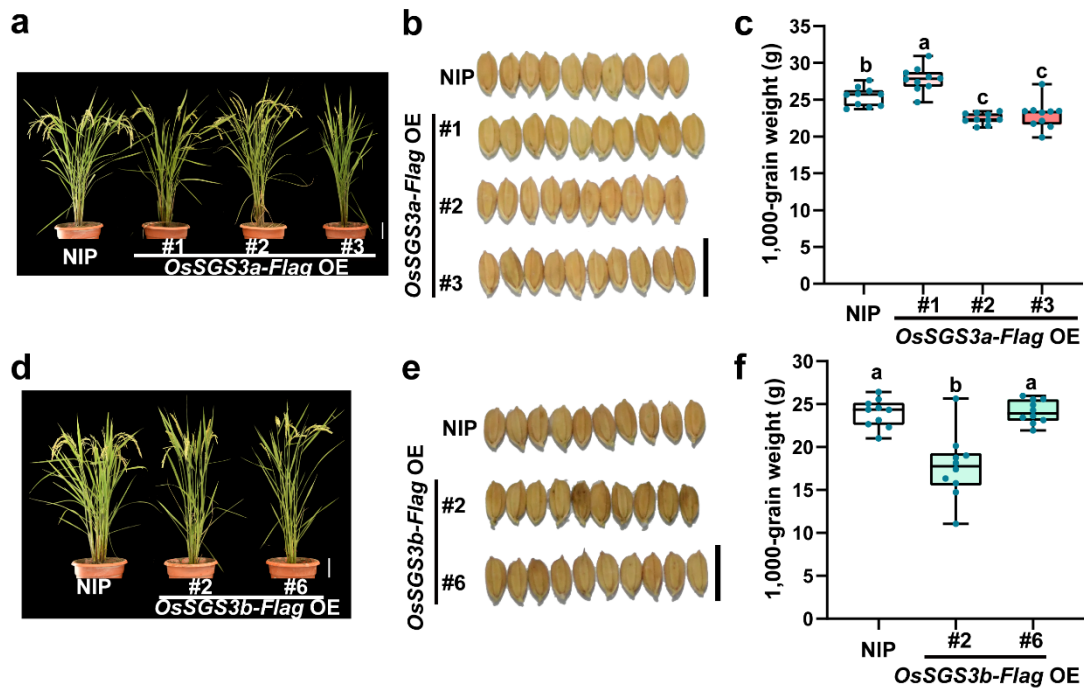 a
NIP
#1
#2
#3
OsSGS3a-Flag OE
b
NIP
#1
#2
#3
OsSGS3a-Flag OE
c
1,000-grain weight (g)
35
30
25
20
15
10
5
0
b
a
c
c
NIP
#1
#2
#3
OsSGS3a-Flag OE
d
NIP
#2
#6
OsSGS3b-Flag OE
e
NIP
#2
#6
OsSGS3b-Flag OE
f
1,000-grain weight (g)
30
25
20
15
10
5
0
a
b
a
NIP
#2
#6
OsSGS3b-Flag OE